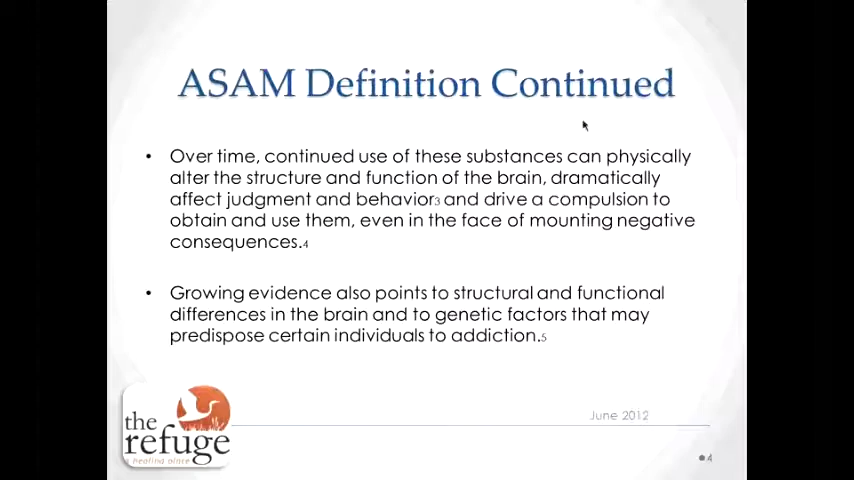 ASAM Definition Continued
• Over time, continued use of these substances can physically
alter the structure and function of the brain, dramatically
affect judgment and behavior3 and drive a compulsion to
obtain and use them, even in the face of mounting negative
consequences.4
• Growing evidence also points to structural and functional
differences in the brain and to genetic factors that may
predispose certain individuals to addiction.5
June 2012
the
refuge
a healing place
4